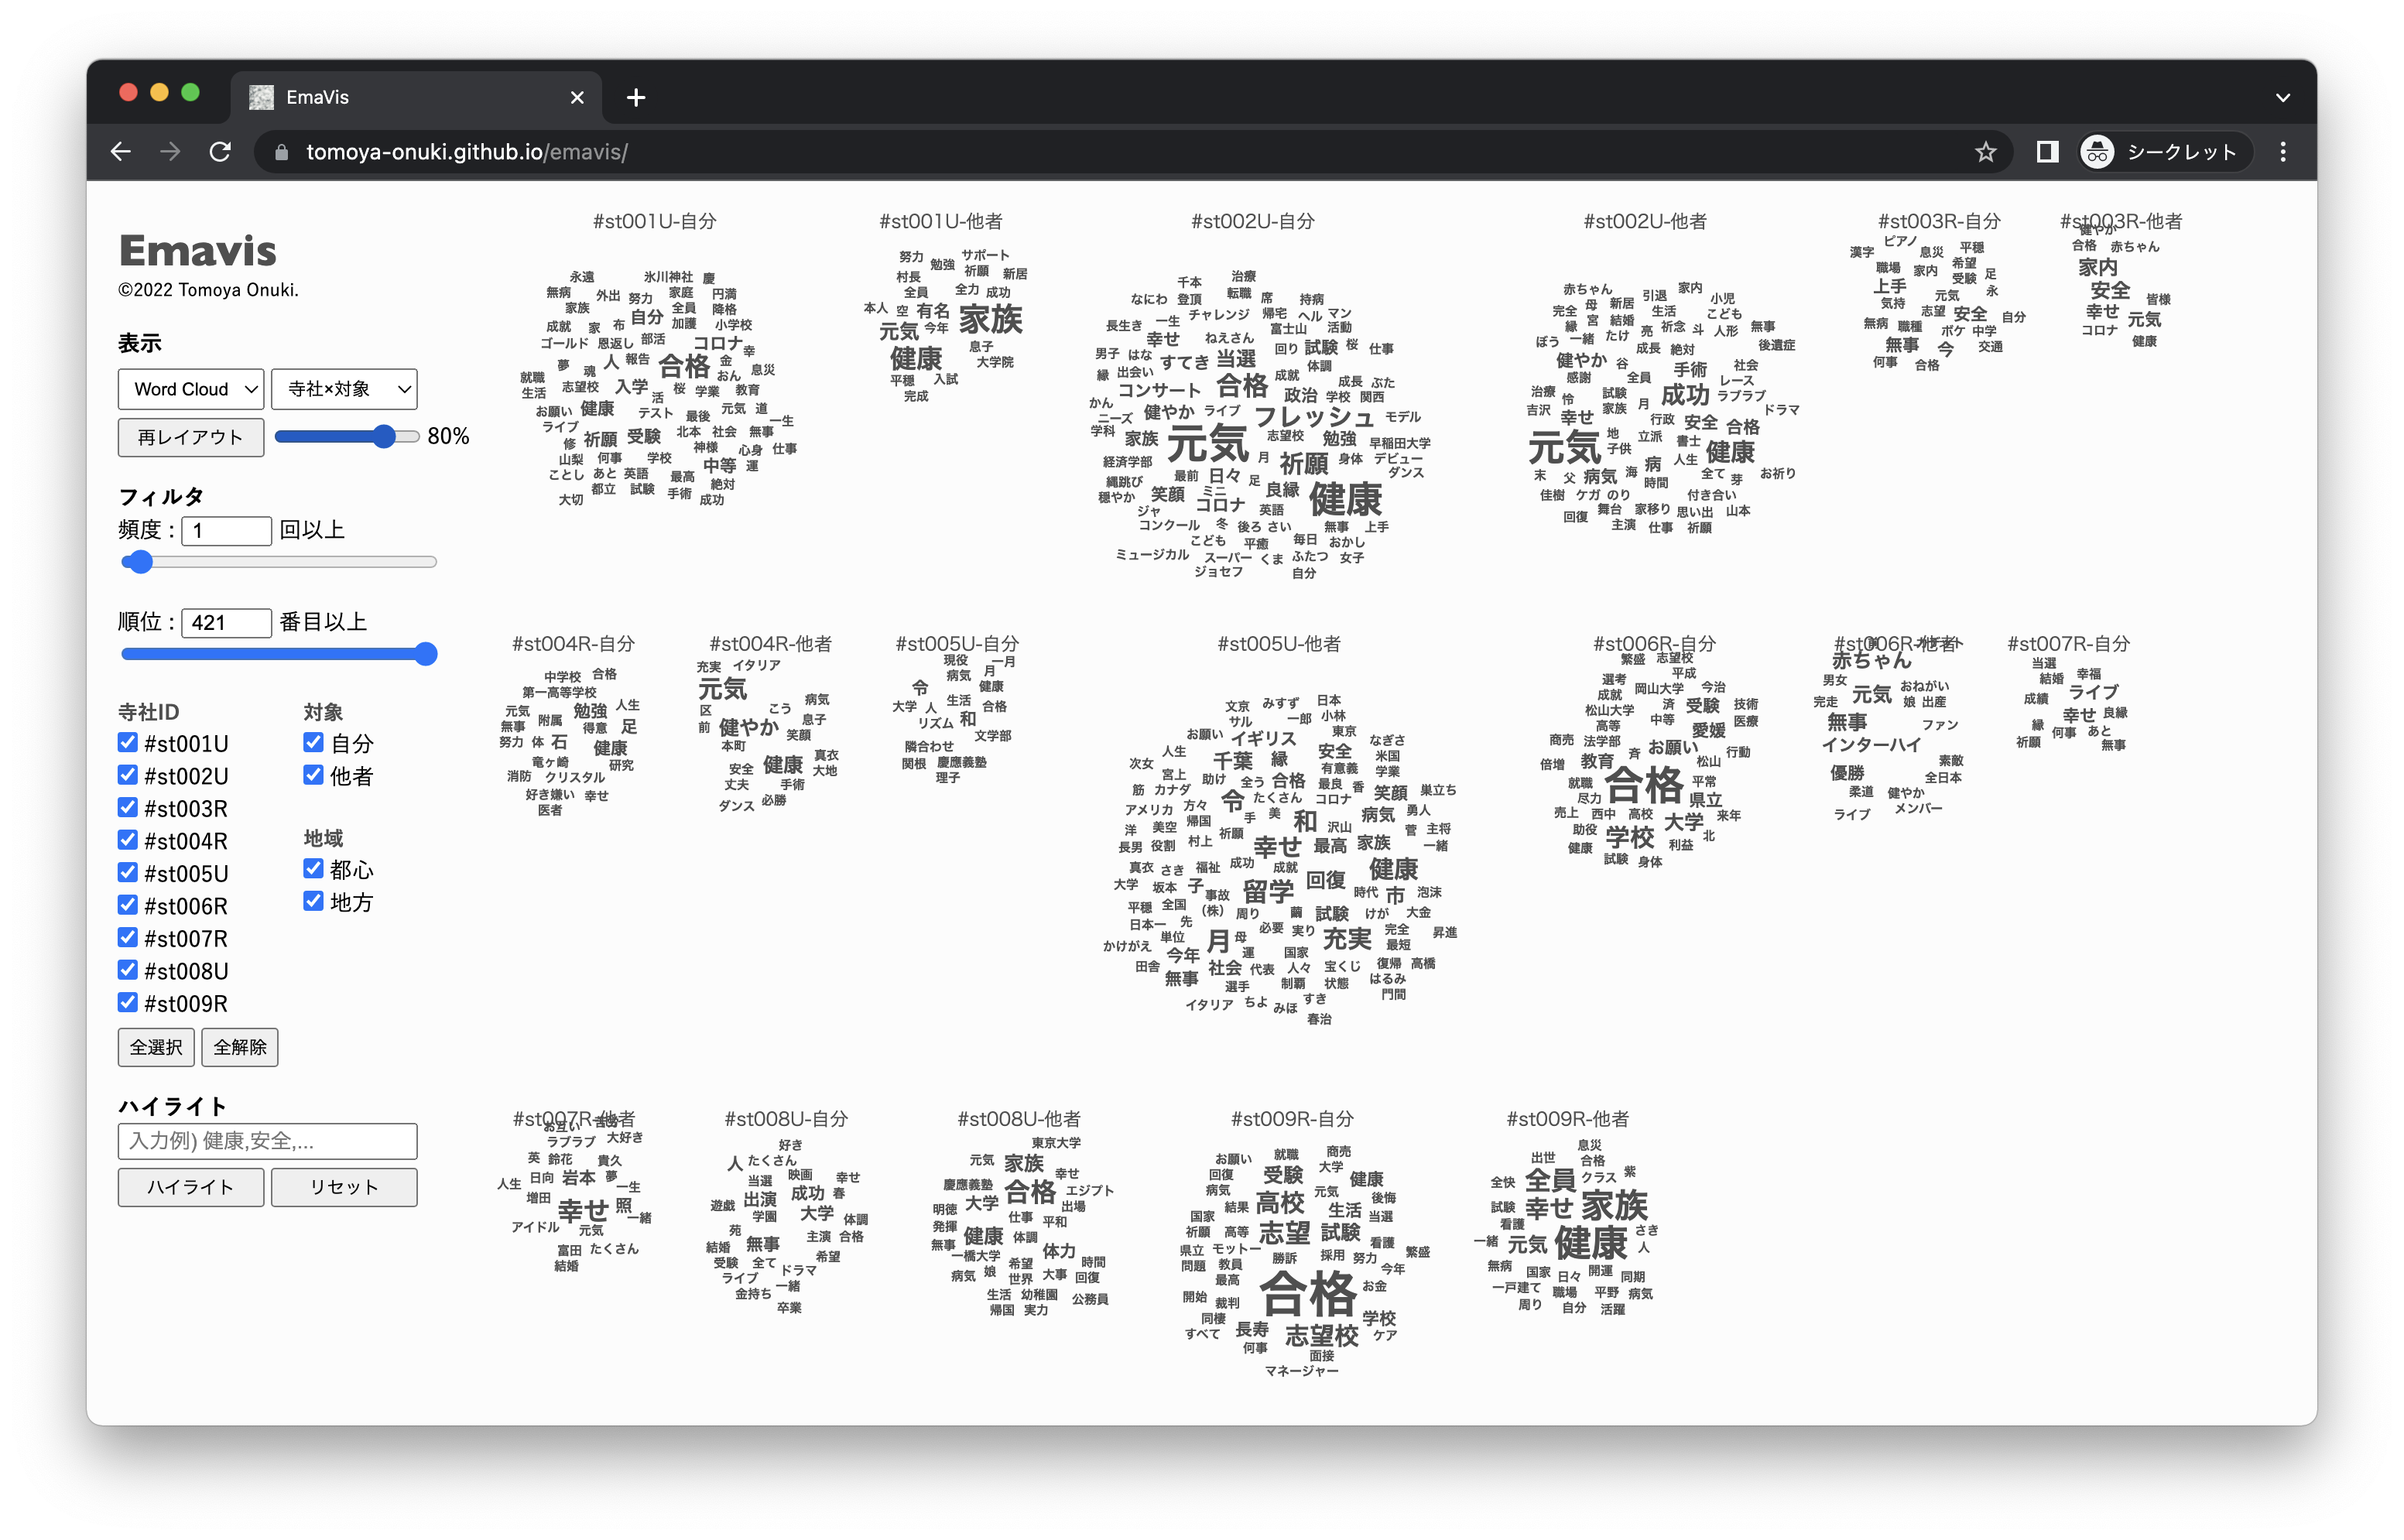 EmaVis
tomoya-onuki.github.io/emavis/
シークレット
Emavis
©2022 Tomoya Onuki.
表示
Word Cloud
寺社×対象
再レイアウト
80%
フィルタ
頻度 : 1 回以上
順位 : 421 番目以上
寺社ID
#st001U
#st002U
#st003R
#st004R
#st005U
#st006R
#st007R
#st008U
#st009R
対象
自分
他者
地域
都心
地方
全選択
全解除
ハイライト
入力例) 健康,安全,...
ハイライト
リセット
#st001U-自分
永遠 氷川神社 慶
無病 外出 努力 家庭 円満
家族 自分 全員 降格
成就 家 布 加護 小学校
ゴールド 恩返し 部活 コロナ
夢 魂 人 報告 合格 金 幸
就職 志望校 入学 おん 息災
生活 活 桜 学業 教育
お願い 健康 テスト 最後 元気 道
ライブ 一生
修 祈願 受験 北本 社会 無事
山梨 何事 学校 神様 心身 仕事
ことし あと 英語 最高 中等 運
都立 試験 手術 絶対
大切 成功
#st001U-他者
努力 勉強 サポート
村長 祈願 新居
全員 全力 成功
本人 空 有名 家族
元気 今年
健康 息子
大学院
平穏 入試
完成
#st002U-自分
千本 治療
なにわ 登頂 転職 席 持病
長生き 一生 チャレンジ 帰宅 ヘル マン
幸せ ねえさん 富士山 活動
男子 はな すてき 当選 回り 試験 桜 仕事
縁 出会い 合格 成就 体調
コンサート 政治 成長 ぶた
かん 学校 関西
ニーズ 健やか ライブ フレッシュ モデル
学科 家族 元気 志望校 勉強 早稲田大学
経済学部 月 祈願 身体 デビュー
縄跳び 最前 日々 足 ダンス
穏やか 笑顔 ミニ 良縁 健康
ジャ コロナ 英語
コンクール 冬 後ろ さい 無事 上手
こども 平癒 毎日 おかし
ミュージカル スーパー くま ふたつ 女子
ジョセフ 自分
#st002U-他者
赤ちゃん 引退 家内
完全 母 新居 生活 小児
縁 宮 結婚 こども
ぼう 一緒 たけ 亮 祈念 斗 人形 無事
健やか 谷 成長 絶対 後遺症
感謝 全員 手術 社会
治療 怜 試験 成功 レース
吉沢 幸せ 家族 月 ラブラブ
行政 安全 合格 ドラマ
元気 地 立派 書士
子供 病 人生 健康
末 父 病気 海 時間 全て 芽 お祈り
佳樹 ケガ のり 付き合い
回復 舞台 家移り 思い出 山本
主演 仕事 祈願
#st003R-自分
漢字 ピアノ 息災 平穏
職場 家内 希望
上手 受験 足
気持 元気 永
志望 安全 自分
無病 職種 ボケ 中学
無事 今 交通
何事 合格
#st003R-他者
健やか
合格 赤ちゃん
家内
安全 皆様
幸せ 元気
コロナ
健康
#st004R-自分
中学校 合格
第一高等学校
元気 勉強 人生
無事 附属 得意 足
努力 体 石 健康
竜ヶ崎 研究
消防 クリスタル
好き嫌い 幸せ
医者
#st004R-他者
充実 イタリア
元気
区 こう 病気
前 健やか 息子
笑顔
本町 真衣
安全 健康 大地
丈夫 手術
ダンス 必勝
#st005U-自分
現役 一月
病気 月
令 健康
大学 人 生活 合格
リズム 和
文学部
隣合わせ
関根 慶應義塾
理子
#st005U-他者
文京 みすず 日本
サル 一郎 小林
お願い イギリス 東京 なぎさ
人生 安全 米国
次女 千葉 縁 有意義 学業
宮上 助け 全う 合格 最良 香
筋 カナダ 令 たくさん コロナ 笑顔 巣立ち
アメリカ 方々 病気 勇人
洋 美空 帰国 手 美 和 沢山 菅 主将
長男 役割 村上 祈願 幸せ 最高 家族 一緒
真衣 さき 福祉 成功 成就 健康
大学 坂本 子 留学 回復 時代 市 泡沫
平穏 全国 事故
(株) 周り 繭 試験 けが 大金
日本一 先 必要 実り 完全 昇進
単位 月 母 充実
かけがえ 今年 運 国家 最短
田舎 社会 代表 人々 宝くじ 復帰 高橋
無事 選手 制覇 状態 はるみ
門間
イタリア ちよ みほ すき
春治
#st006R-自分
繁盛 志望校
選考 平成
成就 岡山大学 今治
松山大学 済 受験 技術
高等 中等 愛媛 医療
商売 法学部 斉 お願い 行動
倍増 教育 松山
就職 合格 平常
尽力 県立
売上 西中 高校 大学 来年
助役 学校 北
健康 利益
試験 身体
#st006R-他者
赤ちゃん
男女 元気 おねがい
完走 娘 出産
無事 ファン
インターハイ
優勝 素敵
全日本
柔道 健やか
ライブ メンバー
#st007R-自分
当選 幸福
結婚
成績 ライブ
幸せ 良縁
縁 何事 あと
祈願 無事
#st007R-他者
お互い
ラブラブ 大好き
英 鈴花 貴久
人生 日向 岩本 夢
増田 一生
幸せ 照
アイドル 元気 一緒
富田 たくさん
結婚
#st008U-自分
好き
人 たくさん
当選 映画 幸せ
遊戯 出演 成功 春
学園 大学 体調
苑 主演 合格
結婚 無事 希望
受験 全て ドラマ
ライブ 一緒
金持ち
卒業
#st008U-他者
東京大学
元気 家族
慶應義塾 幸せ
大学 合格 エジプト
明徳 出場
発揮 仕事 平和
無事 健康 体調
一橋大学 体力
病気 娘 希望 時間
世界 大事 回復
生活 幼稚園 公務員
帰国 実力
#st009R-自分
お願い 就職 商売
回復 受験 大学 健康
病気 元気
結果 高校 後悔
国家 生活 当選
祈願 高等 志望 試験
県立 モットー 看護
勝訴 採用 努力 繁盛
問題 教員 今年
最高 合格 お金
開始 裁判
同棲 学校
すべて 長寿 志望校 ケア
何事
面接
マネージャー
#st009R-他者
息災
出世 合格
全快 全員 クラス 紫
試験 幸せ 家族
看護 さき
一緒 元気 健康 人
無病 国家 日々 開運 同期
一戸建て 職場 平野 病気
周り 自分 活躍